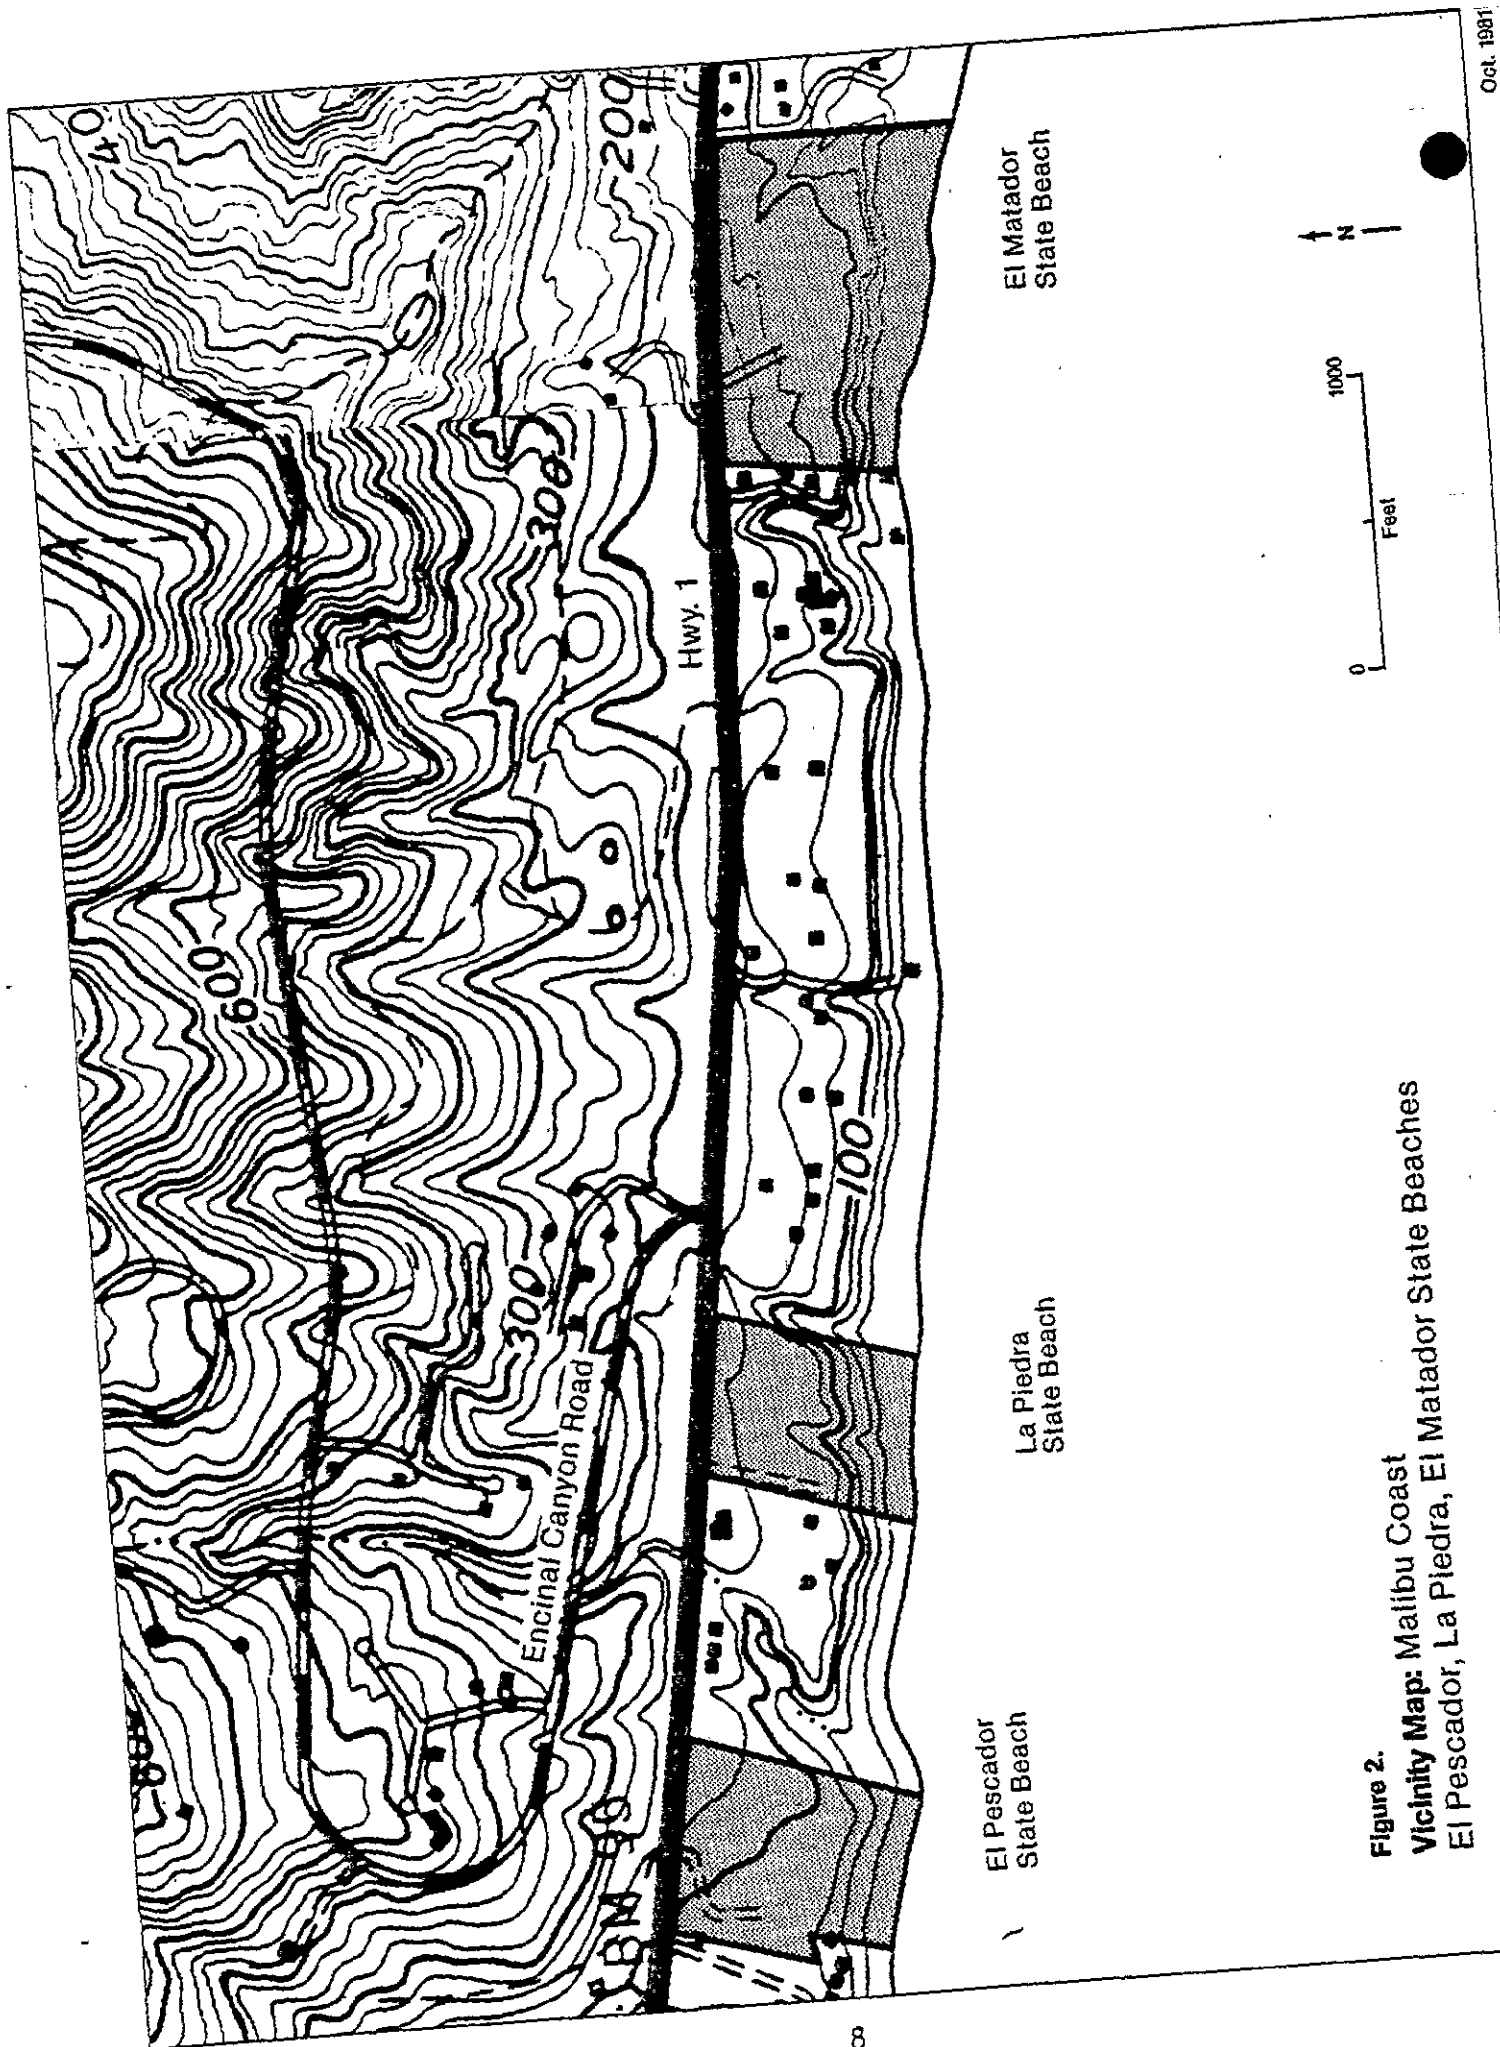 40
200
300
Hwy. 1
600
100
300
Encinal Canyon Road
BM
El Matador
State Beach
La Piedra
State Beach
El Pescador
State Beach
N
0
1000
Feet
Figure 2.
Vicinity Map: Malibu Coast
El Pescador, La Piedra, El Matador State Beaches
Oct. 1981
8